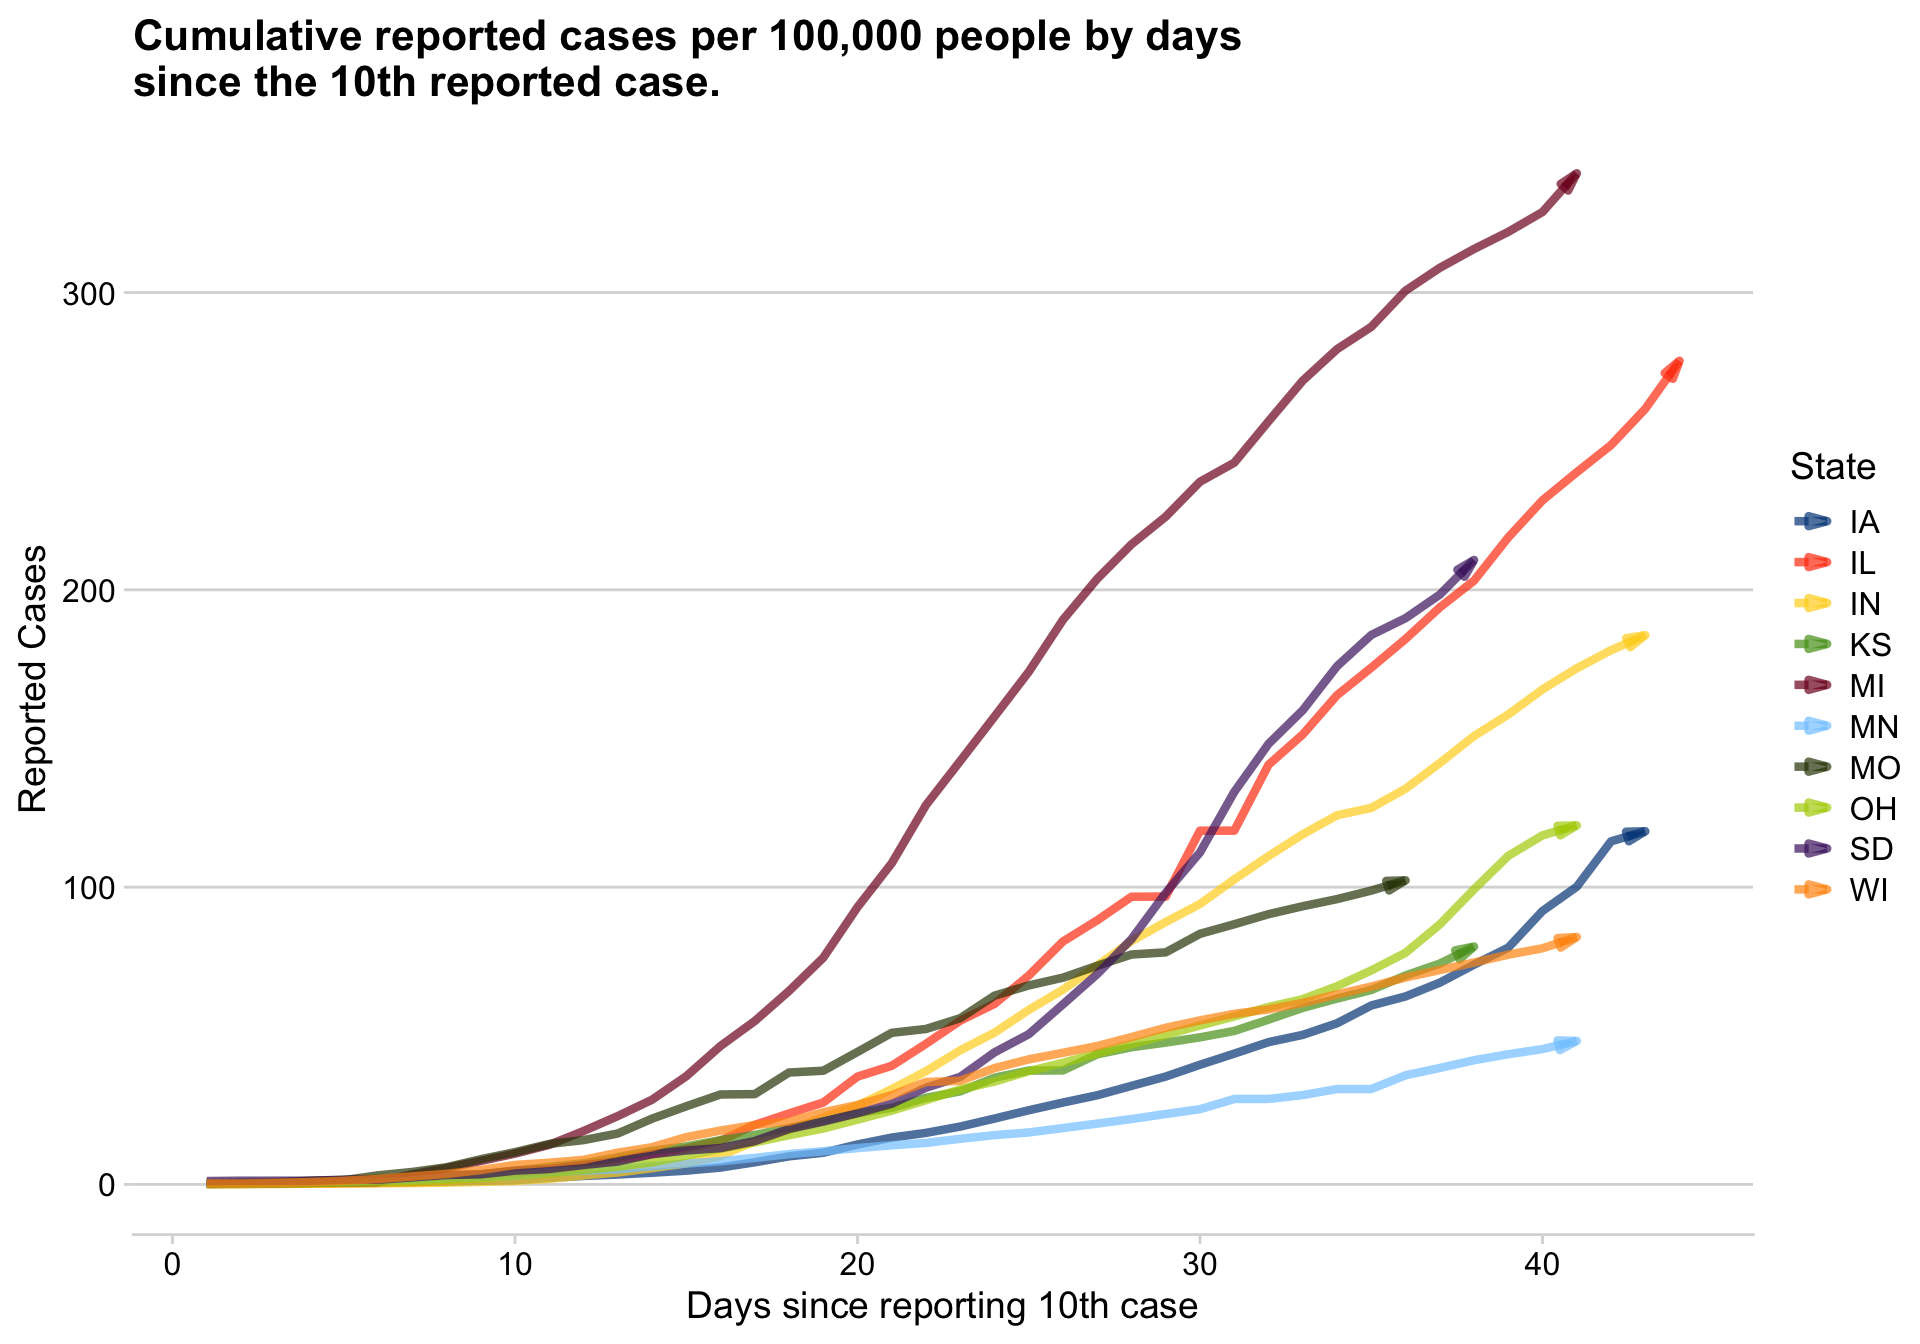 Cumulative reported cases per 100,000 people by days
since the 10th reported case.
300
200
100
0
Reported Cases
0
10
20
30
40
Days since reporting 10th case
State
IA
IL
IN
KS
MI
MN
MO
OH
SD
WI